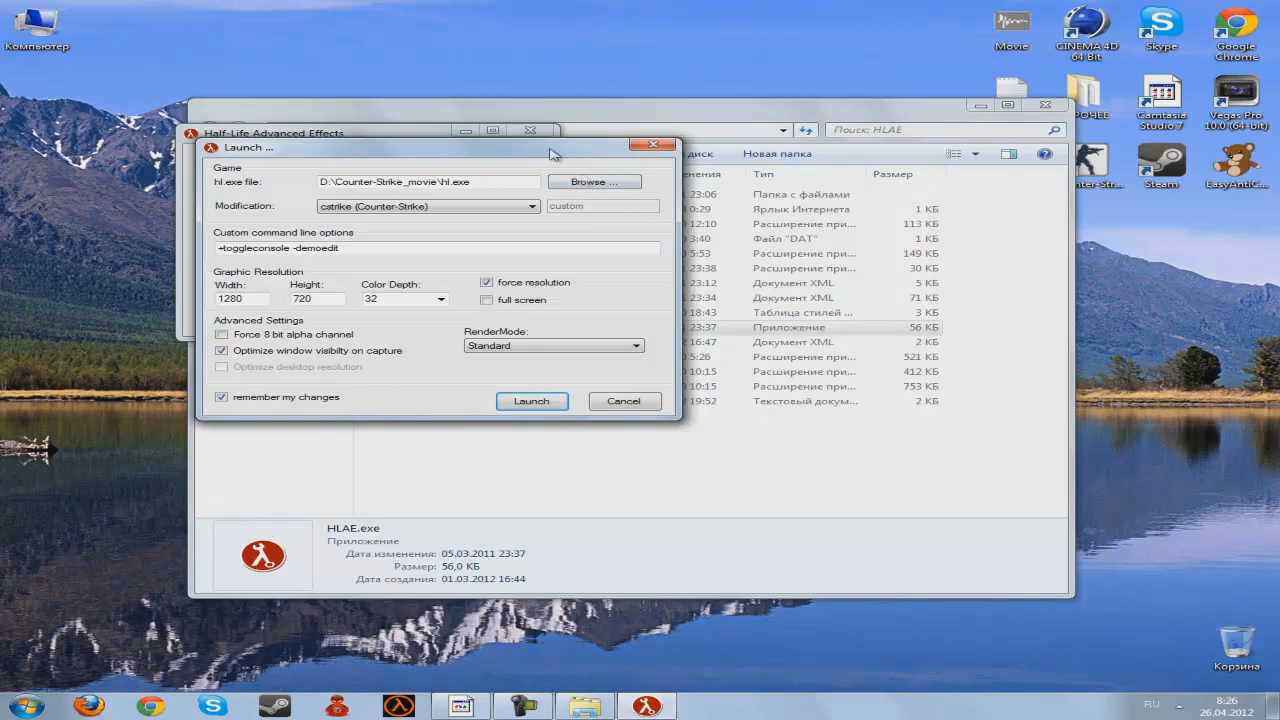 Компьютер
Movie
CINEMA 4D
64 Bit
Skype
Google
Chrome
РОЧЕЕ
Camtasia
Studio 7
Vegas Pro
10.0 (64-bit)
nter-Str...
Steam
EasyAntiC...
Поиск: HLAE
Half-Life Advanced Effects
диск
Новая папка
Launch ...
Game
hl.exe file:
D:\Counter-Strike_movie\hl.exe
Browse ...
Modification:
catrike (Counter-Strike)
custom
Custom command line options
+toggleconsole -demoedit
Graphic Resolution
Width:
Height:
Color Depth:
1280
720
32
force resolution
full screen
Advanced Settings
Force 8 bit alpha channel
Optimize window visibilty on capture
Optimize desktop resolution
RenderMode:
Standard
remember my changes
Launch
Cancel
менения
Тип
Размер
23:06
Папка с файлами
0:29
Ярлык Интернета
1 КБ
12:10
Расширение при...
113 КБ
3:40
Файл "DAT"
1 КБ
5:53
Расширение при...
149 КБ
23:38
Расширение при...
30 КБ
23:12
Документ XML
5 КБ
23:34
Документ XML
71 КБ
18:43
Таблица стилей ...
2 КБ
23:37
Приложение
56 КБ
16:47
Документ XML
2 КБ
5:26
Расширение при...
521 КБ
10:15
Расширение при...
412 КБ
10:15
Расширение при...
753 КБ
19:52
Текстовый докум...
2 КБ
HLAE.exe
Приложение
Дата изменения: 05.03.2011 23:37
Размер: 56,0 КБ
Дата создания: 01.03.2012 16:44
Корзина
RU
8:26
26.04.2012